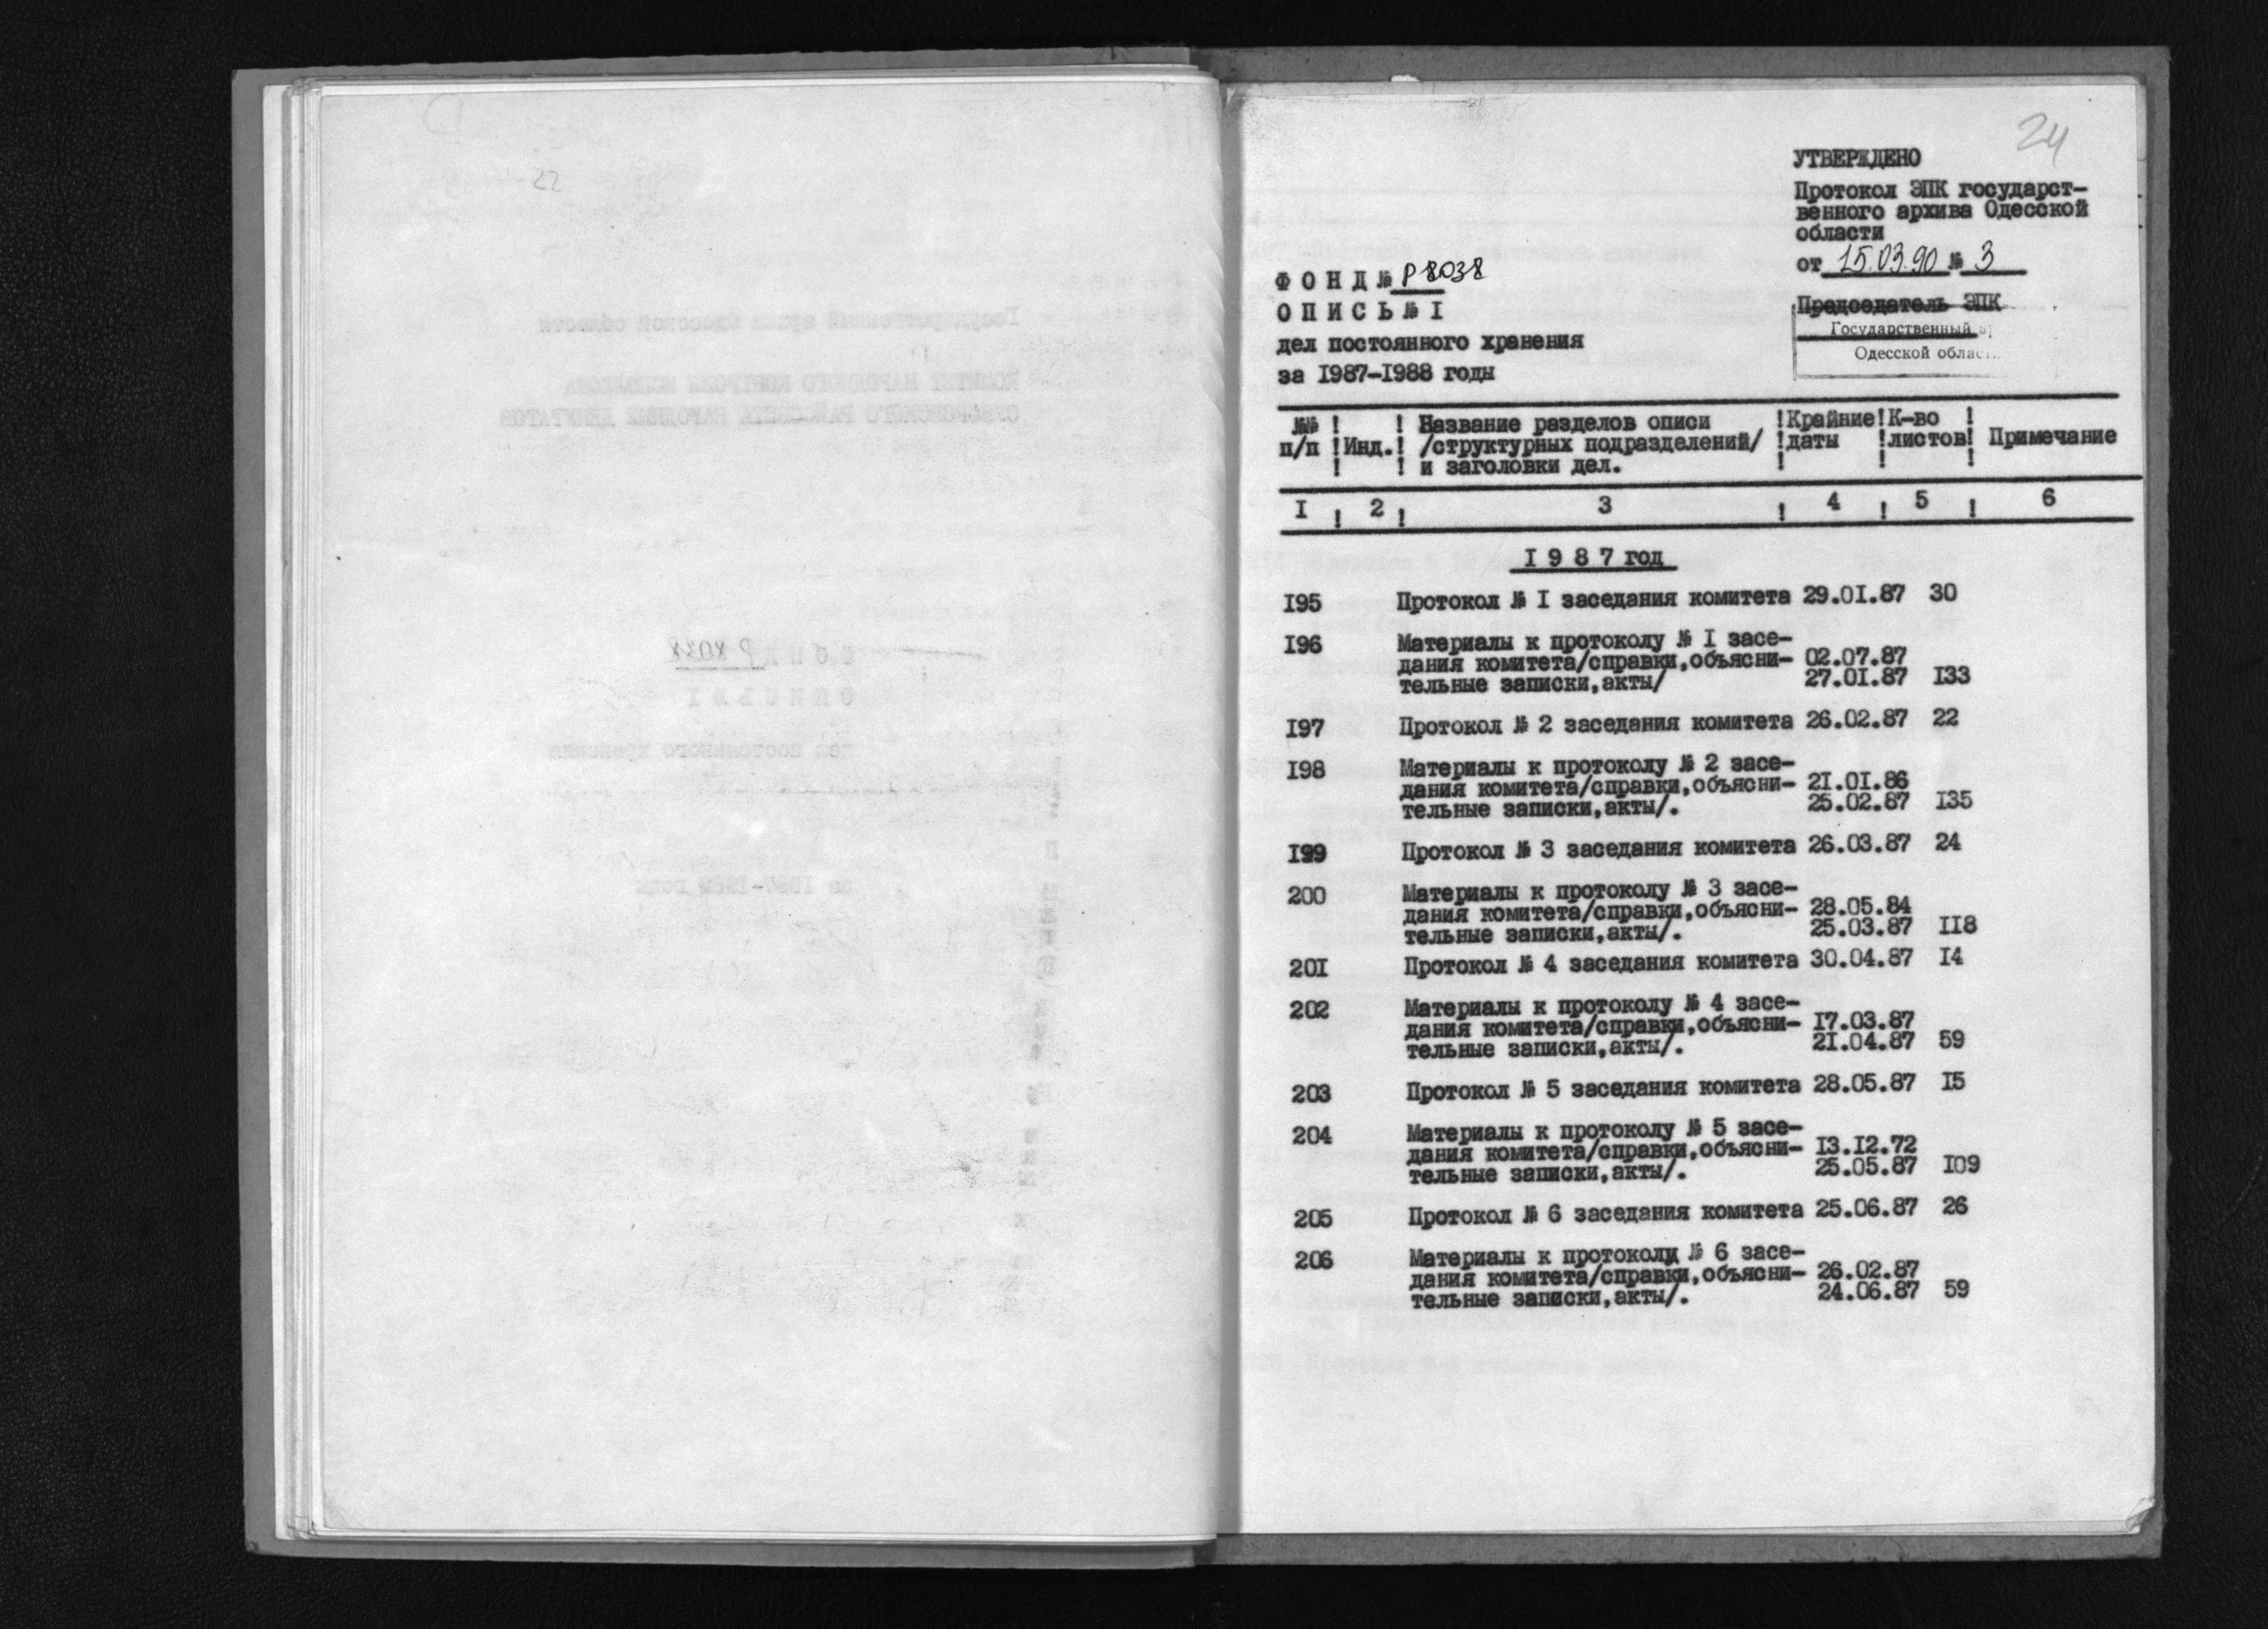 24
УТВЕРЖДЕНО
Протокол ЭПК государст-
венного архива Одесской
области
от 15.03.90 № 3
Председатель ЭПК
Государственный
Одесской област
ФОНД № Р 8038
ОПИСЬ № I
дел постоянного хранения
за 1987-1988 годы
№№ ! ! Название разделов описи !Крайние!К-во !
п/п !Инд.! /структурных подразделений/ !даты !листов! Примечание
! ! и заголовки дел. ! ! !
I ! 2 ! 3 ! 4 ! 5 ! 6
I 9 8 7 год
I95 Протокол № I заседания комитета 29.0I.87 30
I96 Материалы к протоколу № I засе-
дания комитета/справки,объясни- 02.07.87
тельные записки,акты/ 27.0I.87 I33
I97 Протокол № 2 заседания комитета 26.02.87 22
I98 Материалы к протоколу № 2 засе-
дания комитета/справки,объясни- 2I.0I.86
тельные записки,акты/. 25.02.87 I35
I99 Протокол № 3 заседания комитета 26.03.87 24
200 Материалы к протоколу № 3 засе-
дания комитета/справки,объясни- 28.05.84
тельные записки,акты/. 25.03.87 II8
20I Протокол № 4 заседания комитета 30.04.87 I4
202 Материалы к протоколу № 4 засе-
дания комитета/справки,объясни- I7.03.87
тельные записки,акты/. 2I.04.87 59
203 Протокол № 5 заседания комитета 28.05.87 I5
204 Материалы к протоколу № 5 засе-
дания комитета/справки,объясни- I3.I2.72
тельные записки,акты/. 25.05.87 I09
205 Протокол № 6 заседания комитета 25.06.87 26
206 Материалы к протоколу № 6 засе-
дания комитета/справки,объясни- 26.02.87
тельные записки,акты/. 24.06.87 59